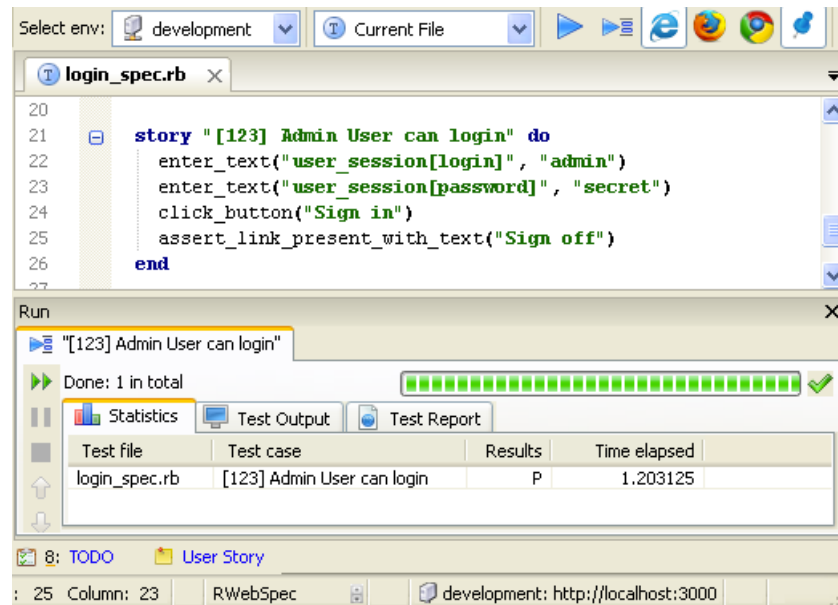 Select env: development Current File
login_spec.rb
20
21 story "[123] Admin User can login" do
22 enter_text("user_session[login]", "admin")
23 enter_text("user_session[password]", "secret")
24 click_button("Sign in")
25 assert_link_present_with_text("Sign off")
26 end
27
Run
"[123] Admin User can login"
Done: 1 in total
Statistics Test Output Test Report
Test file Test case Results Time elapsed
login_spec.rb [123] Admin User can login P 1.203125
8: TODO User Story
: 25 Column: 23 RWebSpec development: http://localhost:3000